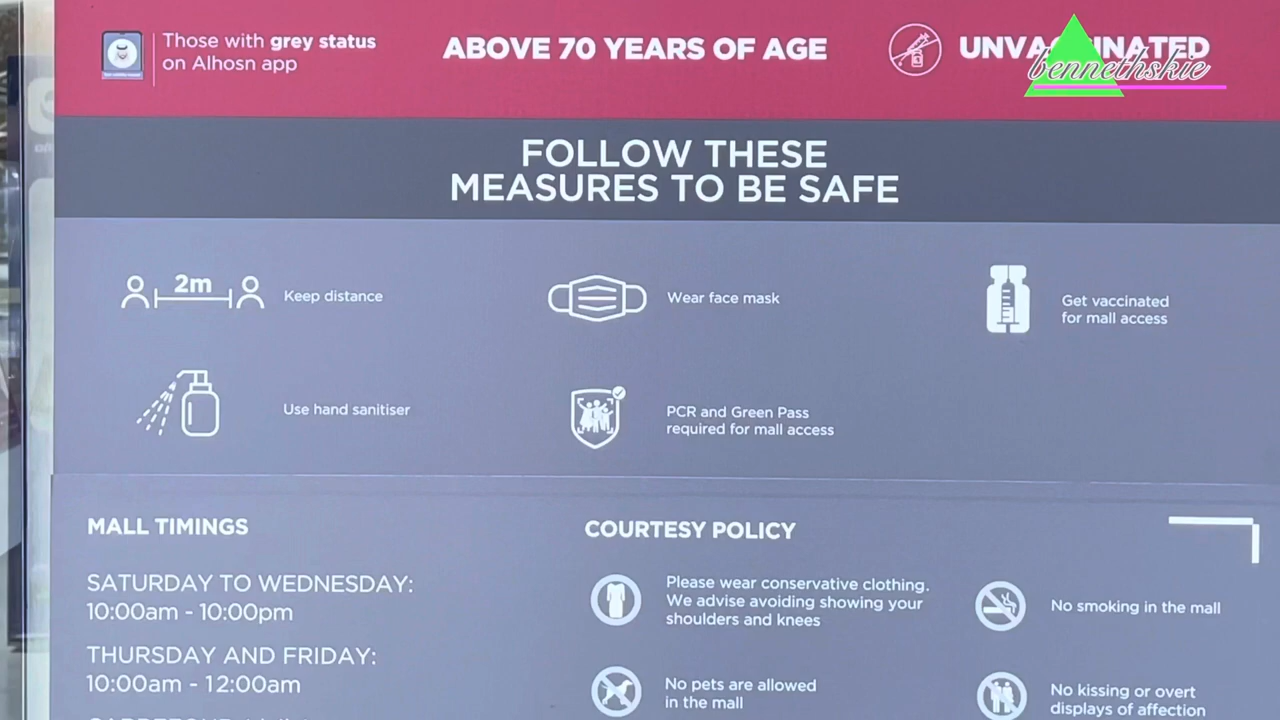 Those with grey status
on Alhosn app
ABOVE 70 YEARS OF AGE
UNVACCINATED
bennethskie
FOLLOW THESE
MEASURES TO BE SAFE
2m
Keep distance
Wear face mask
Get vaccinated
for mall access
Use hand sanitiser
PCR and Green Pass
required for mall access
MALL TIMINGS
SATURDAY TO WEDNESDAY:
10:00am - 10:00pm
THURSDAY AND FRIDAY:
10:00am - 12:00am
COURTESY POLICY
Please wear conservative clothing.
We advise avoiding showing your
shoulders and knees
No smoking in the mall
No pets are allowed
in the mall
No kissing or overt
displays of affection